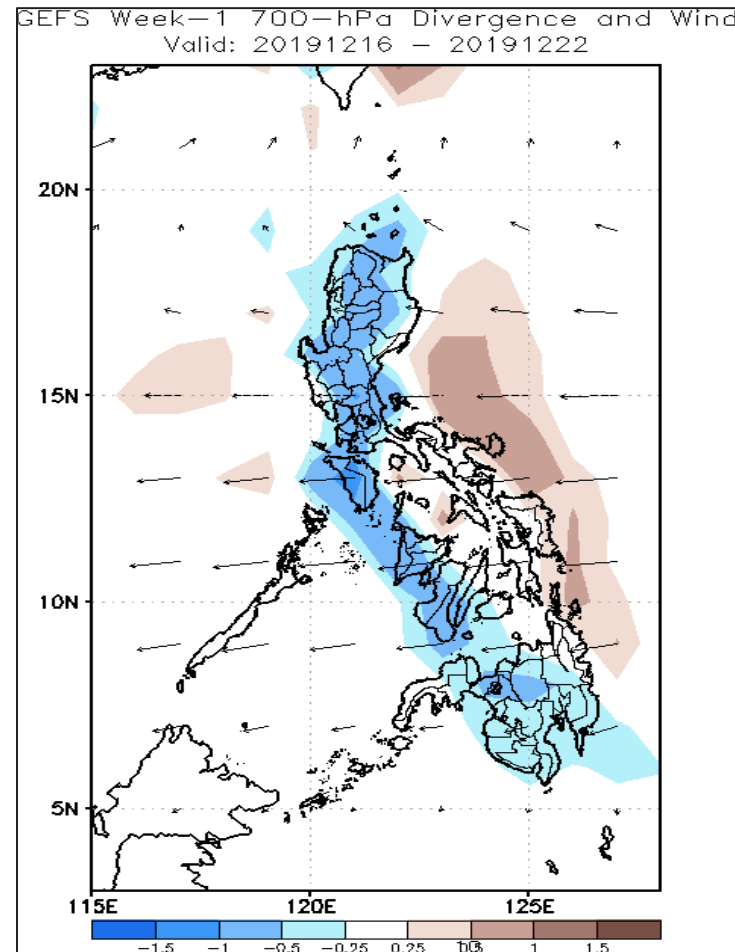 GEFS Week-1 700-hPa Divergence and Wind
Valid: 20191216 - 20191222
20N
15N
10N
5N
115E 120E 125E
-1.5 -1 -0.5 -0.25 0.25 1 1.5